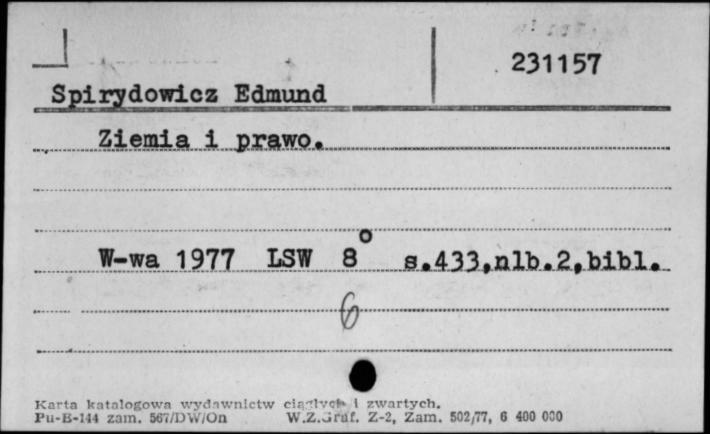 231157
Spirydowicz Edmund
Ziemia i prawo.
W-wa 1977 LSW 8° s.433,nlb.2,bibl.
6
Karta katalogowa wydawnictw ciągłych i zwartych.
Pu-B-144 zam. 567/DW/On W.Z.Graf. Z-2, Zam. 502/77, 6 400 000